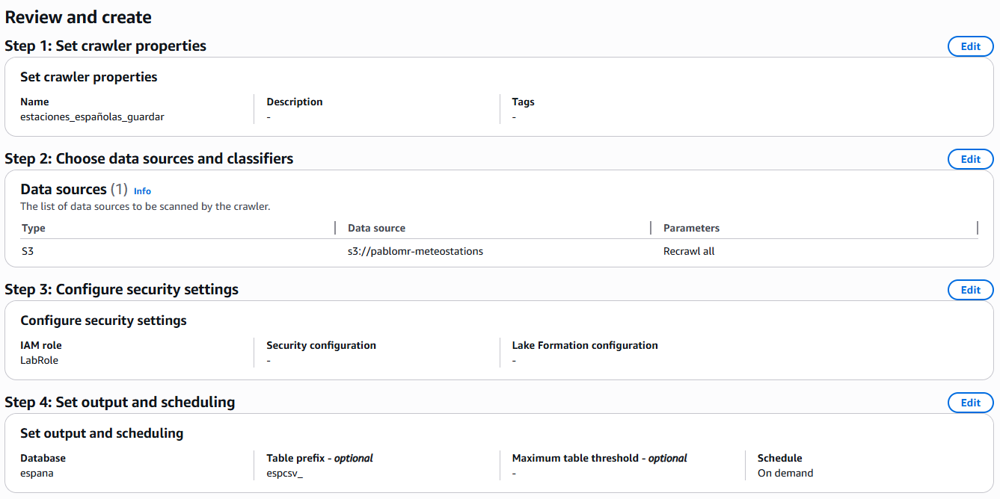 Review and create
Step 1: Set crawler properties
Edit
Set crawler properties
Name
Description
Tags
estaciones_españolas_guardar
-
-
Step 2: Choose data sources and classifiers
Edit
Data sources (1) Info
The list of data sources to be scanned by the crawler.
Type
Data source
Parameters
S3
s3://pablomr-meteostations
Recrawl all
Step 3: Configure security settings
Edit
Configure security settings
IAM role
Security configuration
Lake Formation configuration
LabRole
-
-
Step 4: Set output and scheduling
Edit
Set output and scheduling
Database
Table prefix - optional
Maximum table threshold - optional
Schedule
espana
espcsv_
-
On demand